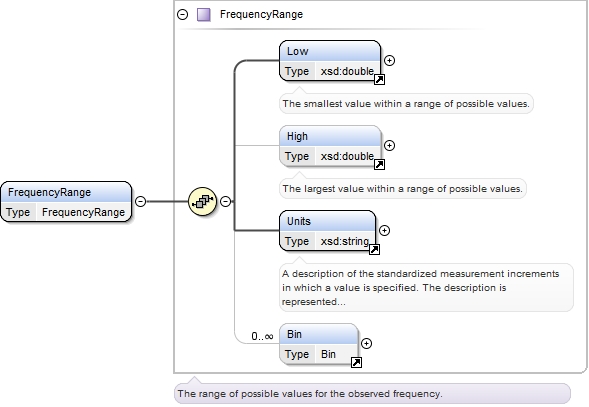 FrequencyRange
Low
Type xsd:double
The smallest value within a range of possible values.
High
Type xsd:double
The largest value within a range of possible values.
FrequencyRange
Type FrequencyRange
Units
Type xsd:string
A description of the standardized measurement increments
in which a value is specified. The description is
represented...
0..∞
Bin
Type Bin
The range of possible values for the observed frequency.